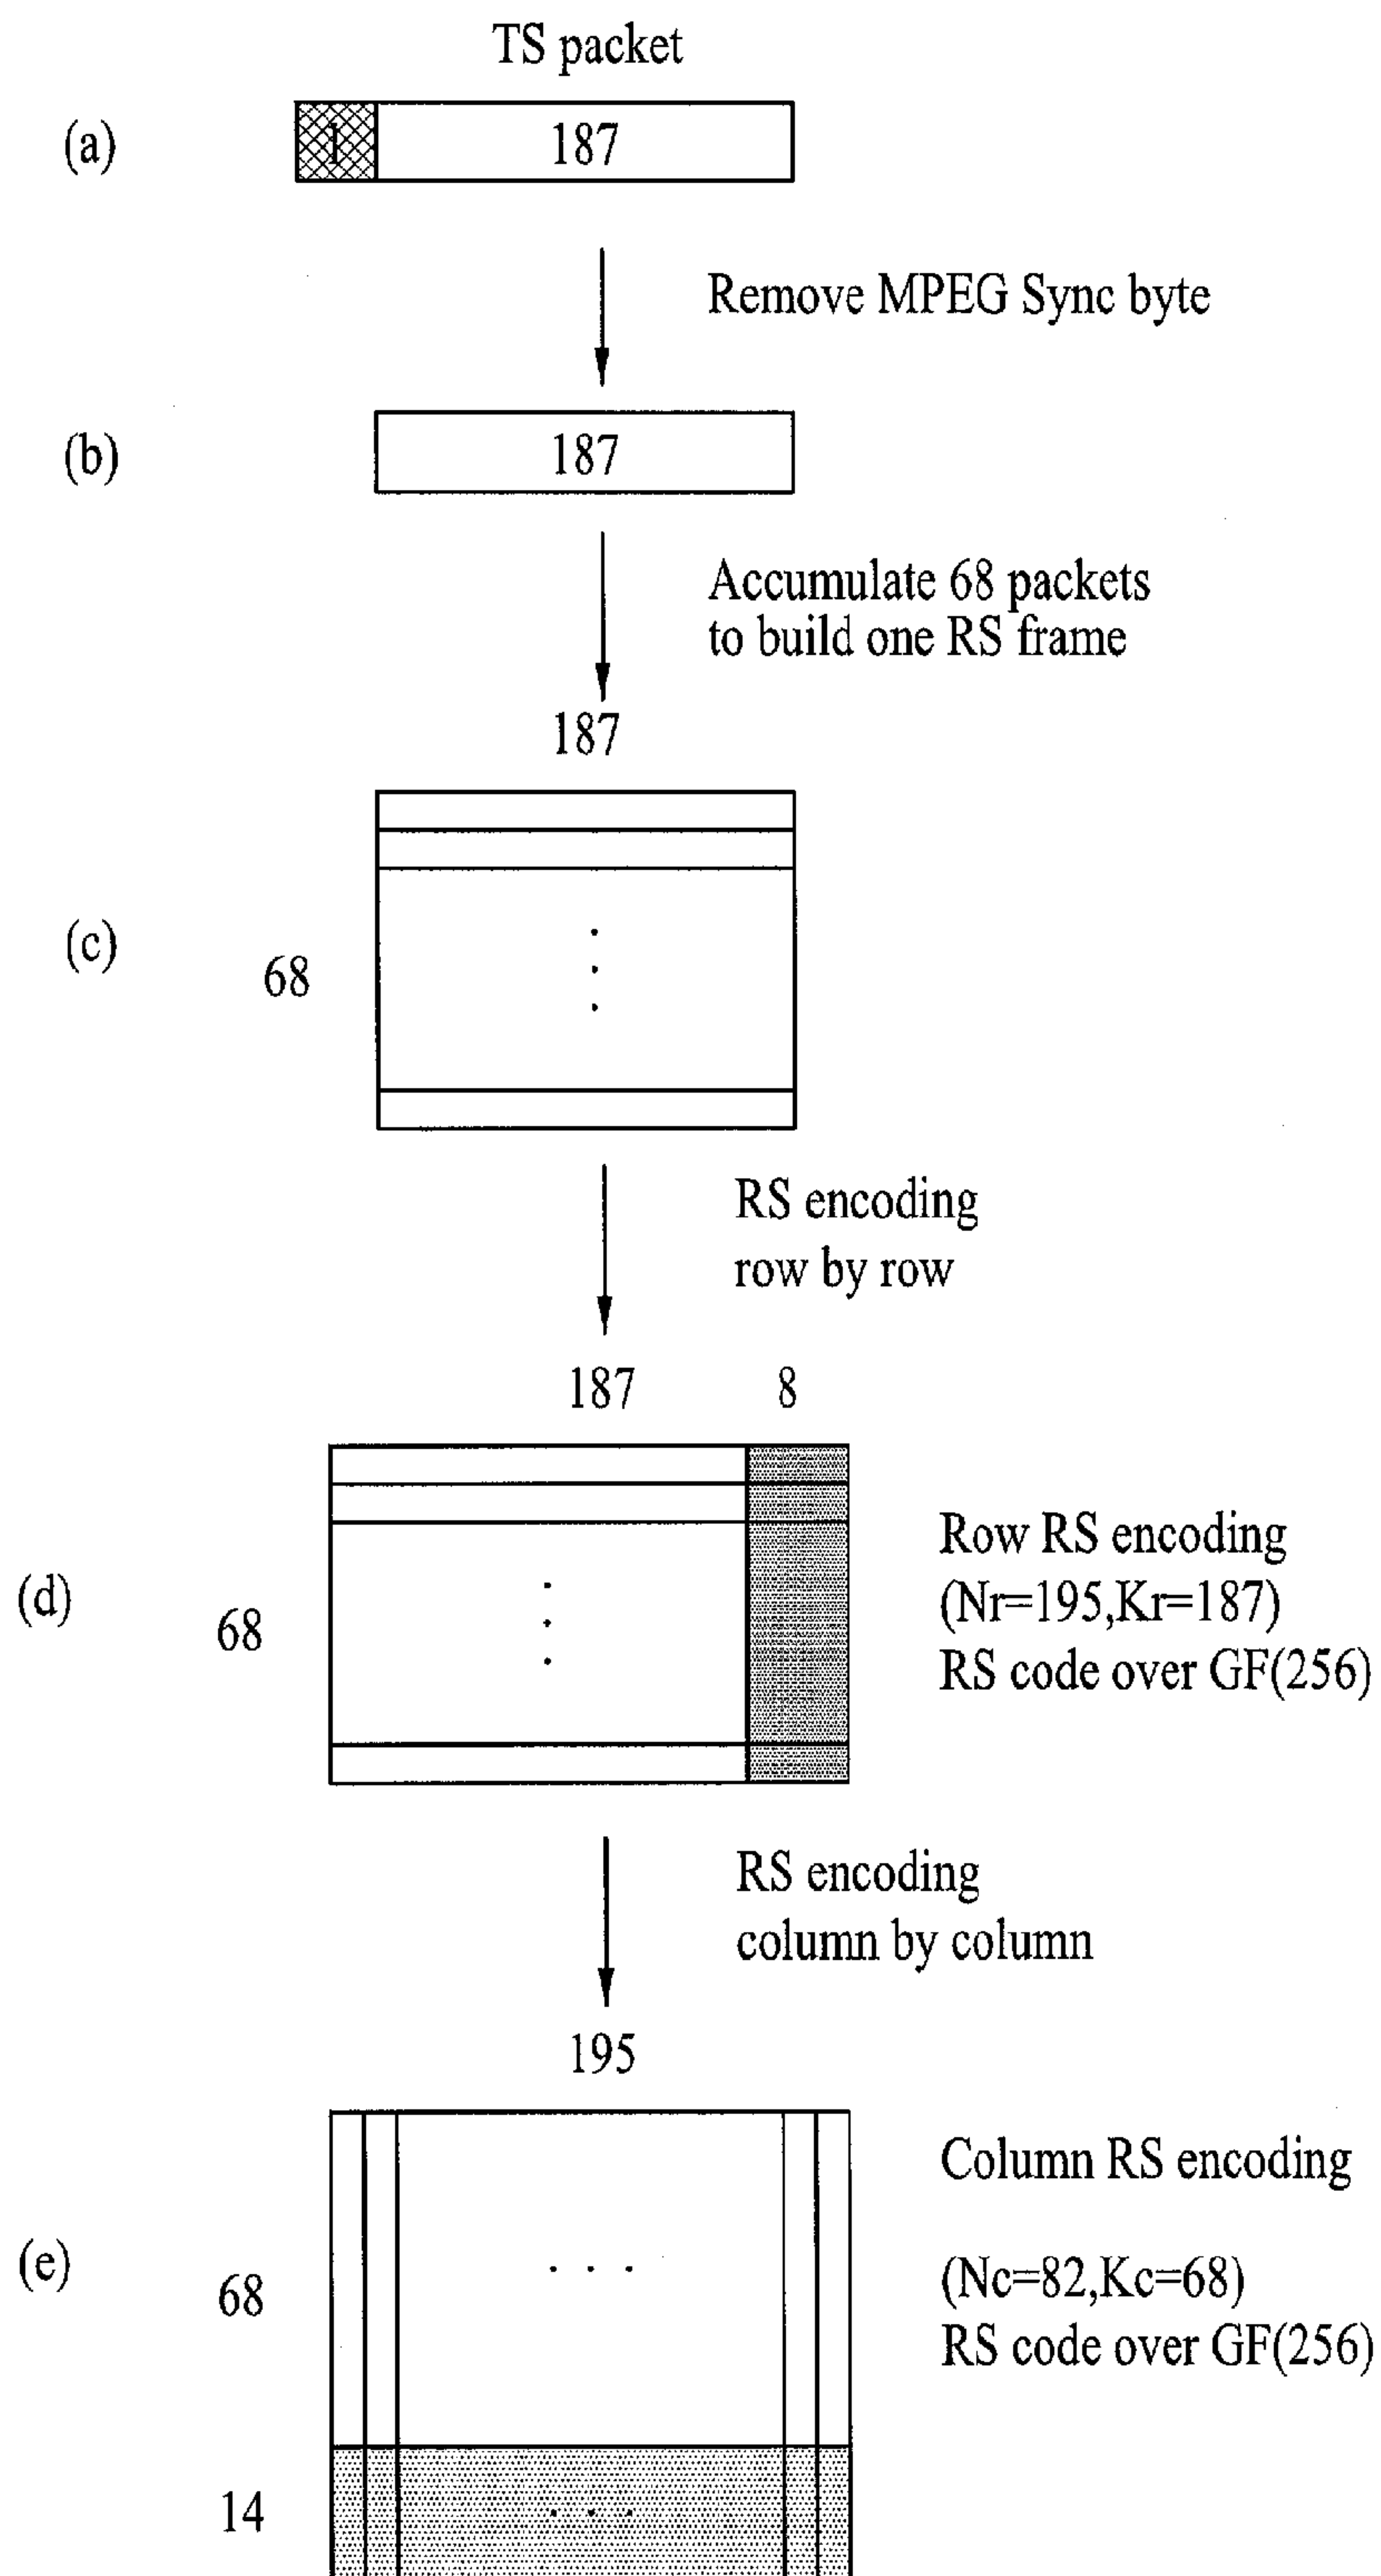 TS packet
(a)
1
187
Remove MPEG Sync byte
(b)
187
Accumulate 68 packets
to build one RS frame
187
(c)
68
RS encoding
row by row
187 8
(d)
68
Row RS encoding
(Nr=195,Kr=187)
RS code over GF(256)
RS encoding
column by column
195
(e)
68
Column RS encoding
(Nc=82,Kc=68)
RS code over GF(256)
14